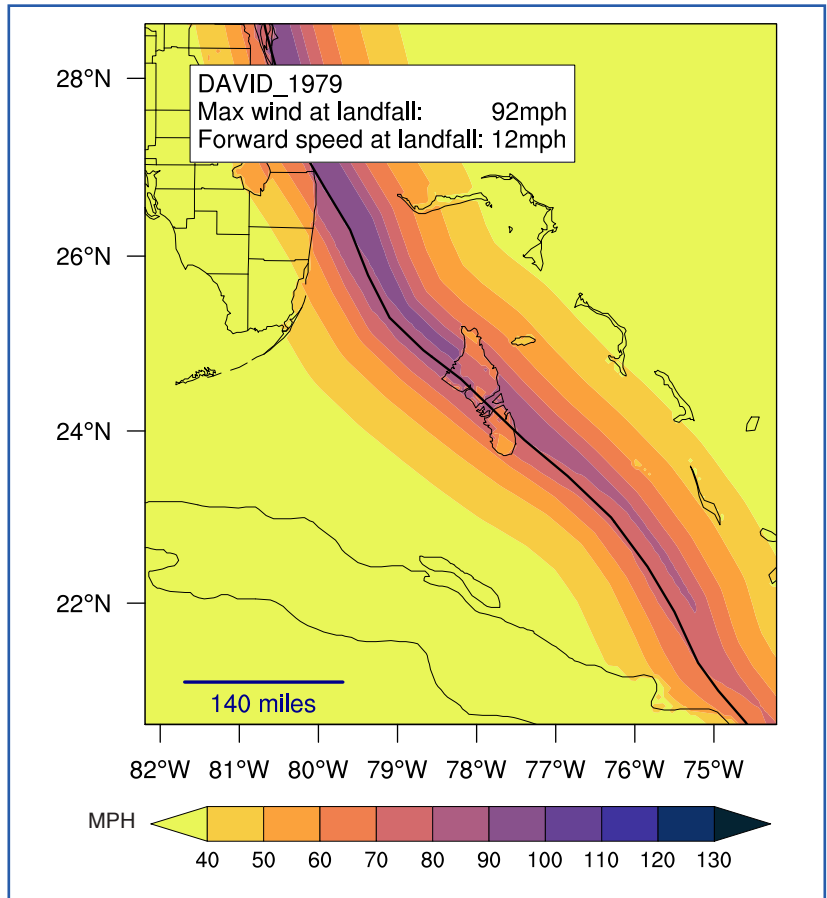 28°N
26°N
24°N
22°N
DAVID_1979
Max wind at landfall: 92mph
Forward speed at landfall: 12mph
140 miles
82°W 81°W 80°W 79°W 78°W 77°W 76°W 75°W
MPH
40 50 60 70 80 90 100 110 120 130